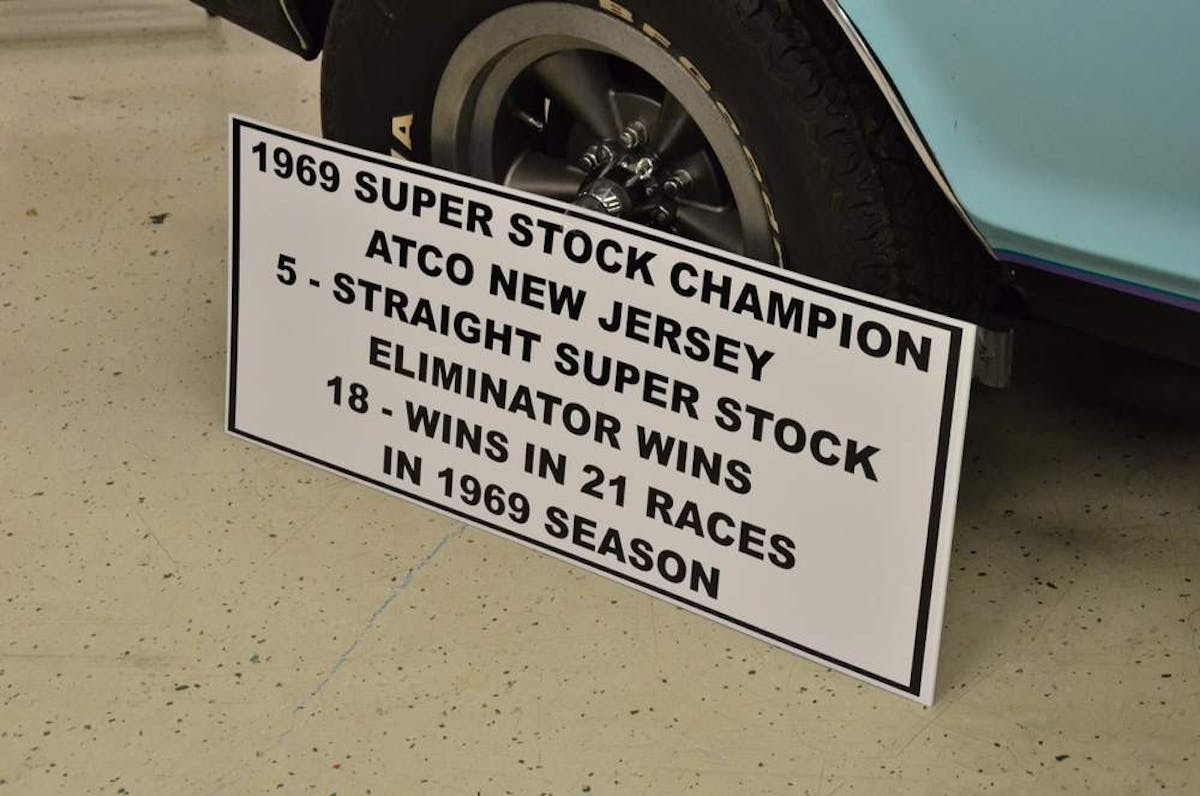 1969 SUPER STOCK CHAMPION
ATCO NEW JERSEY
5 - STRAIGHT SUPER STOCK
ELIMINATOR WINS
18 - WINS IN 21 RACES
IN 1969 SEASON